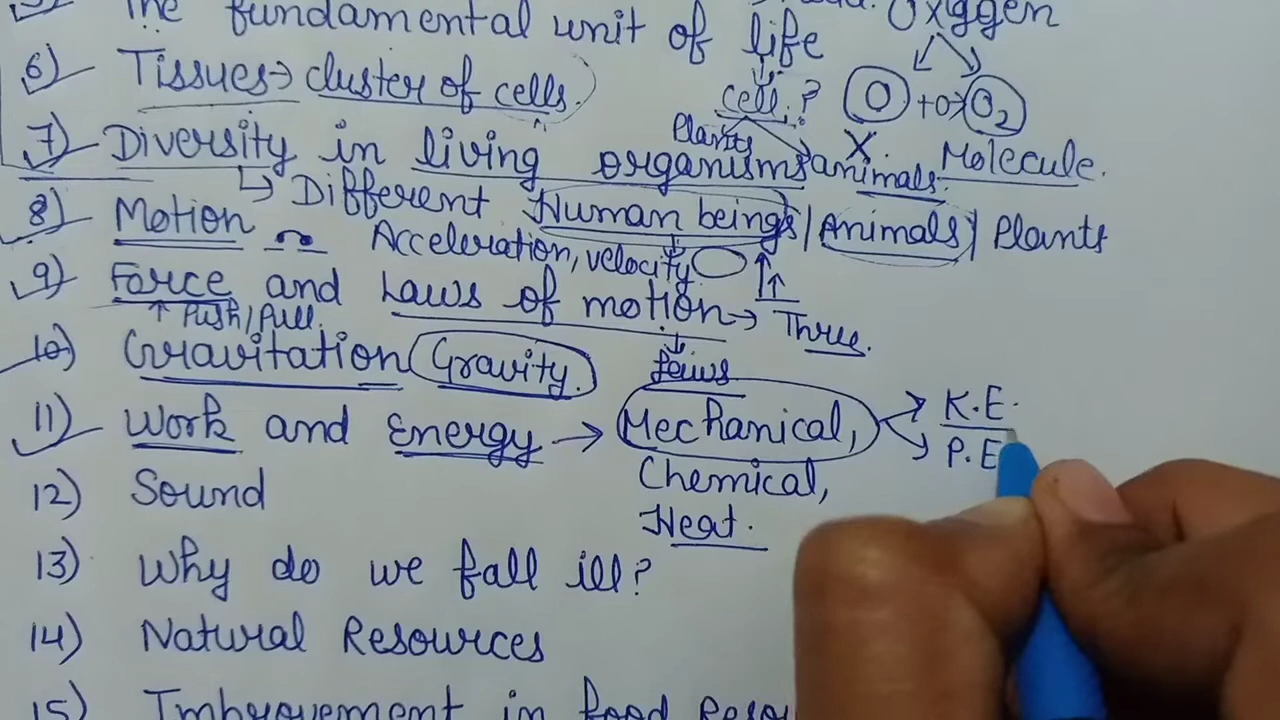 The fundamental unit of life
Oxygen
cell.?
O + O → O2
X
Molecule.
Plants
animals.
6) Tissues → cluster of cells.
7) Diversity in living organisms
↳ Different Human beings / Animals / Plants
8) Motion
Acceleration, velocity
9) Force and Laws of motion → Three.
↑ Push/Pull.
10) Gravitation (Gravity.)
11) Work and Energy → Mechanical,
K.E.
P.E
Chemical,
Heat.
12) Sound
13) Why do we fall ill?
14) Natural Resources
15) Improvement in food